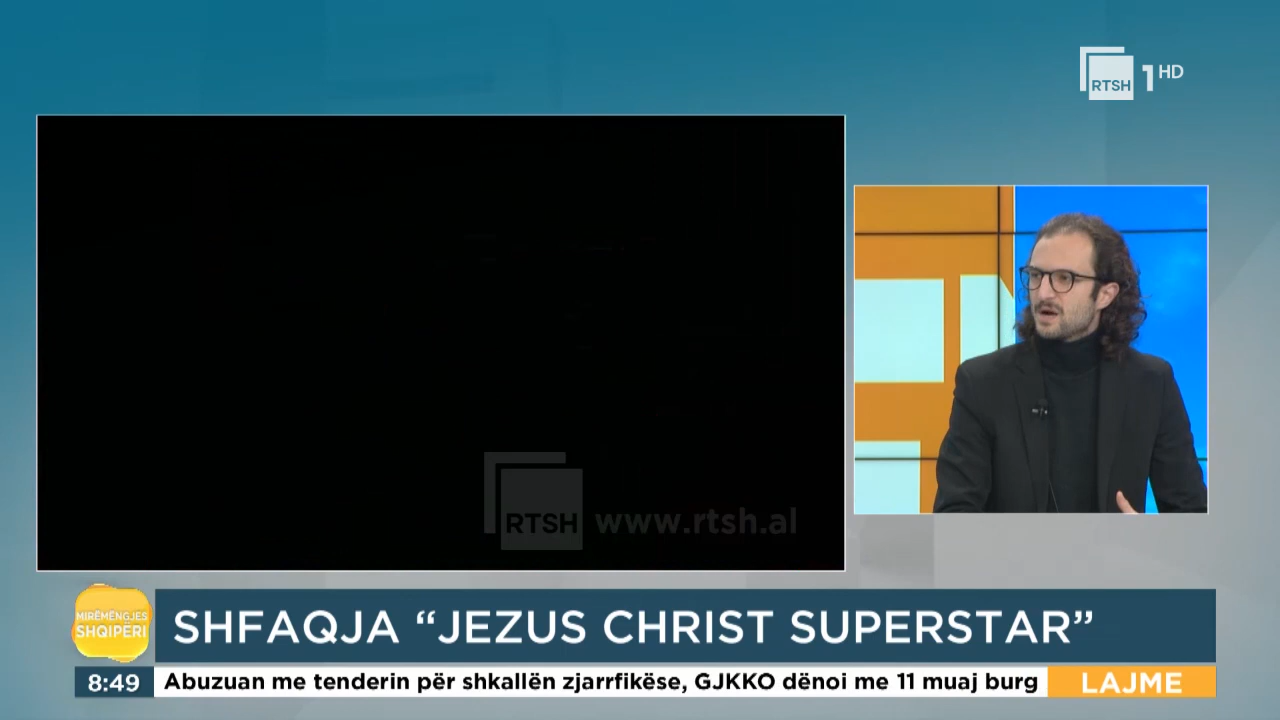 RTSH 1 HD
RTSH www.rtsh.al
MIRËMËNGJES
SHQIPËRI
SHFAQJA “JEZUS CHRIST SUPERSTAR”
8:49 Abuzuan me tenderin për shkallën zjarrfikëse, GJKKO dënoi me 11 muaj burg LAJME